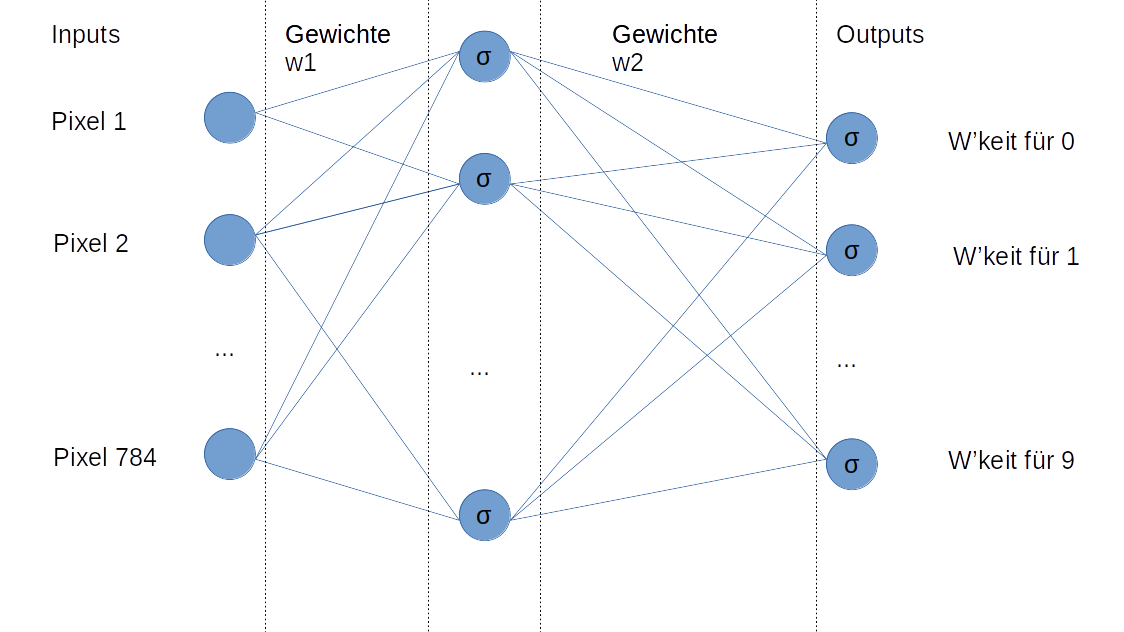 Inputs
Gewichte
w1
σ
Gewichte
w2
Outputs
Pixel 1
σ
σ
W'keit für 0
Pixel 2
σ
W'keit für 1
...
...
...
Pixel 784
σ
W'keit für 9
σ